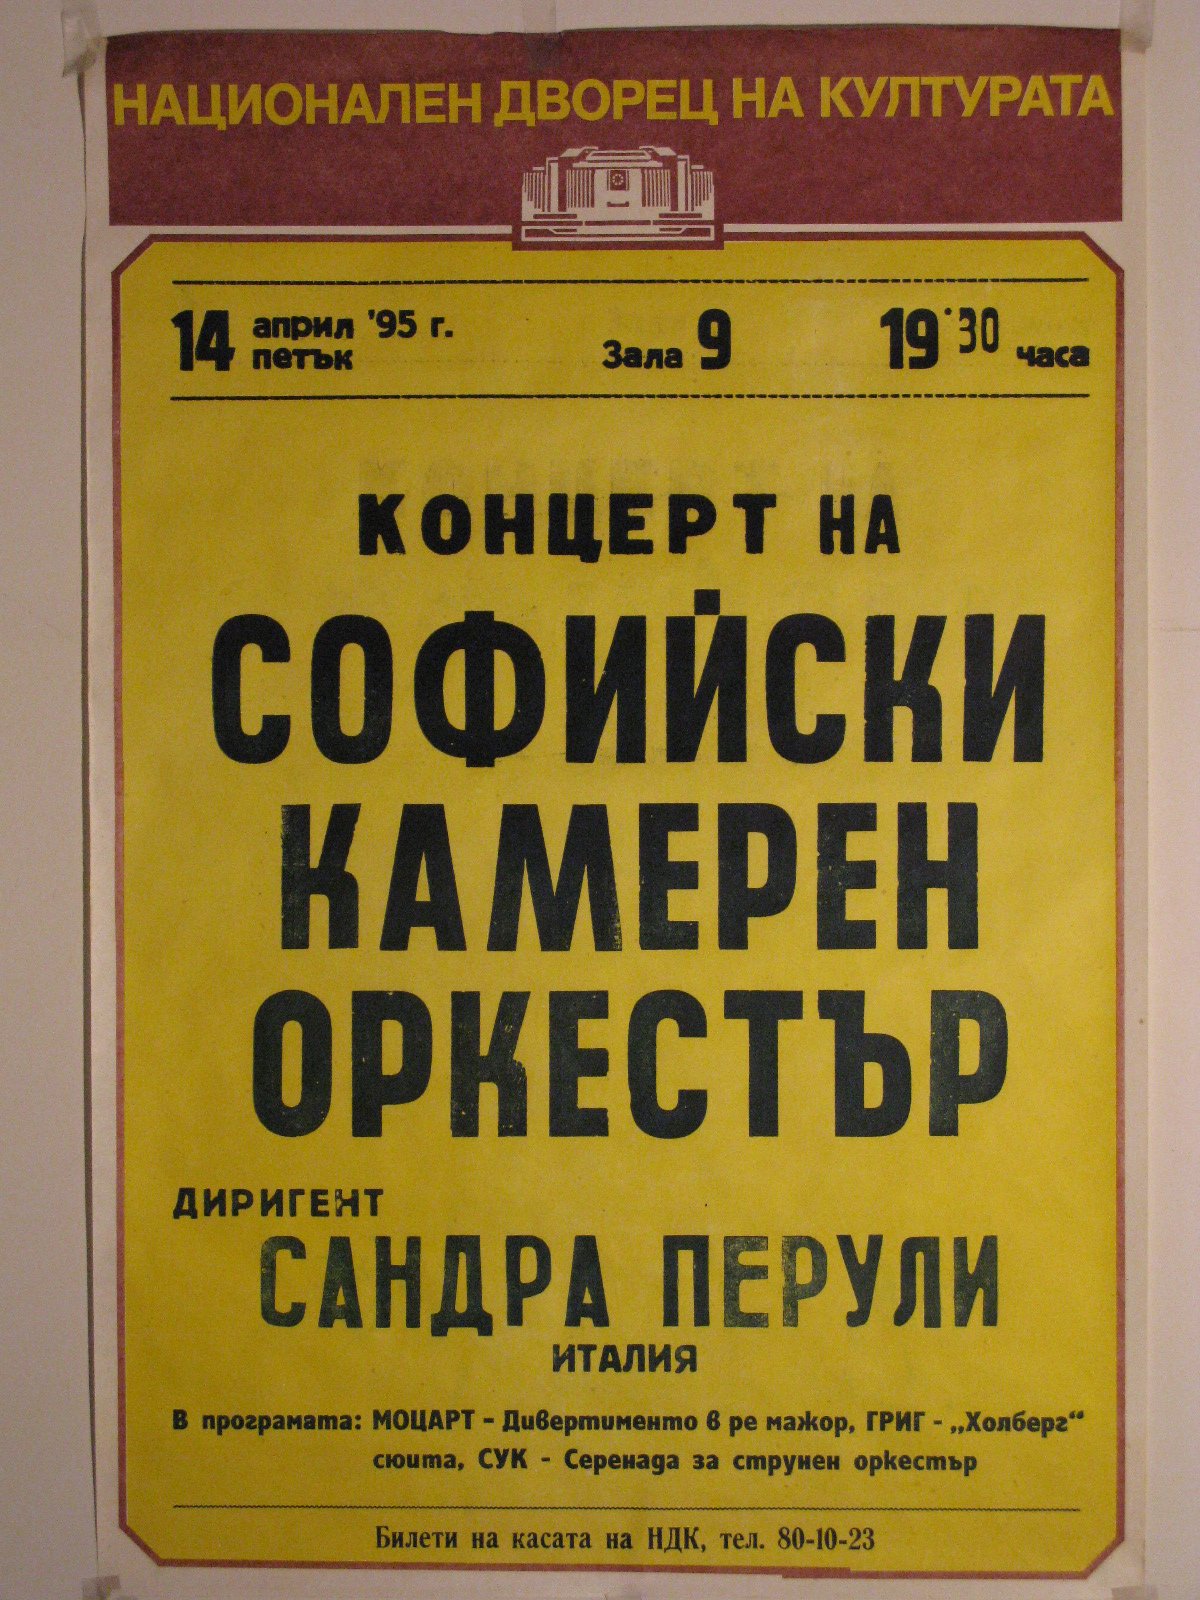 НАЦИОНАЛЕН ДВОРЕЦ НА КУЛТУРАТА
14 април '95 г. петък Зала 9 19·30 часа
КОНЦЕРТ НА
СОФИЙСКИ
КАМЕРЕН
ОРКЕСТЪР
ДИРИГЕНТ
САНДРА ПЕРУЛИ
ИТАЛИЯ
В програмата: МОЦАРТ - Дивертименто в ре мажор, ГРИГ - „Холберг“
сюита, СУК - Серенада за струнен оркестър
Билети на касата на НДК, тел. 80-10-23